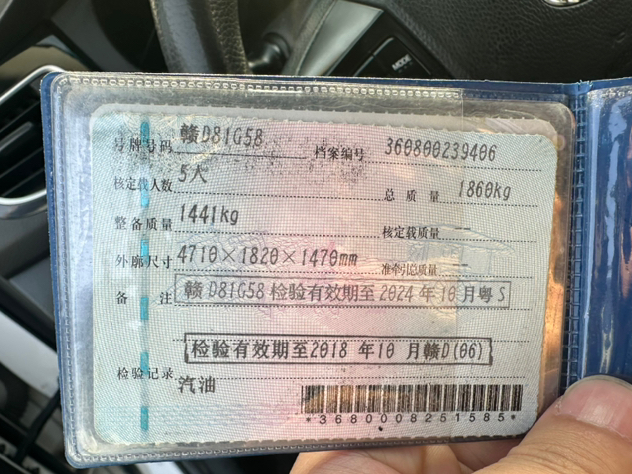 MODE
号牌号码 赣D81G58 档案编号 360800239406
核定载人数 5人 总质量 1860kg
整备质量 1441kg 核定载质量 --
外廓尺寸 4710×1820×1470mm 准牵引总质量 --
备注 赣D81G58检验有效期至2024年10月粤S
检验有效期至2018年10月赣D(06)
检验记录 汽油
*3680008251585*